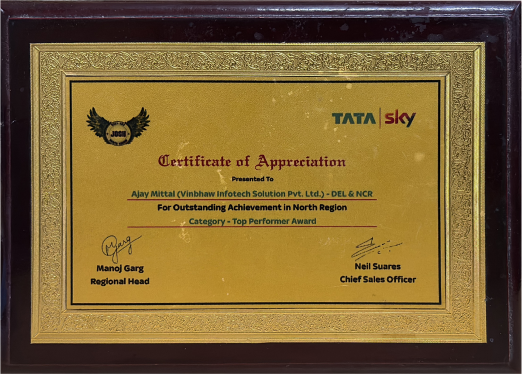 JOSH
TATA sky
Certificate of Appreciation
Presented To
Ajay Mittal (Vinbhaw Infotech Solution Pvt. Ltd.) - DEL & NCR
For Outstanding Achievement in North Region
Category - Top Performer Award
Manoj Garg
Regional Head
Neil Suares
Chief Sales Officer